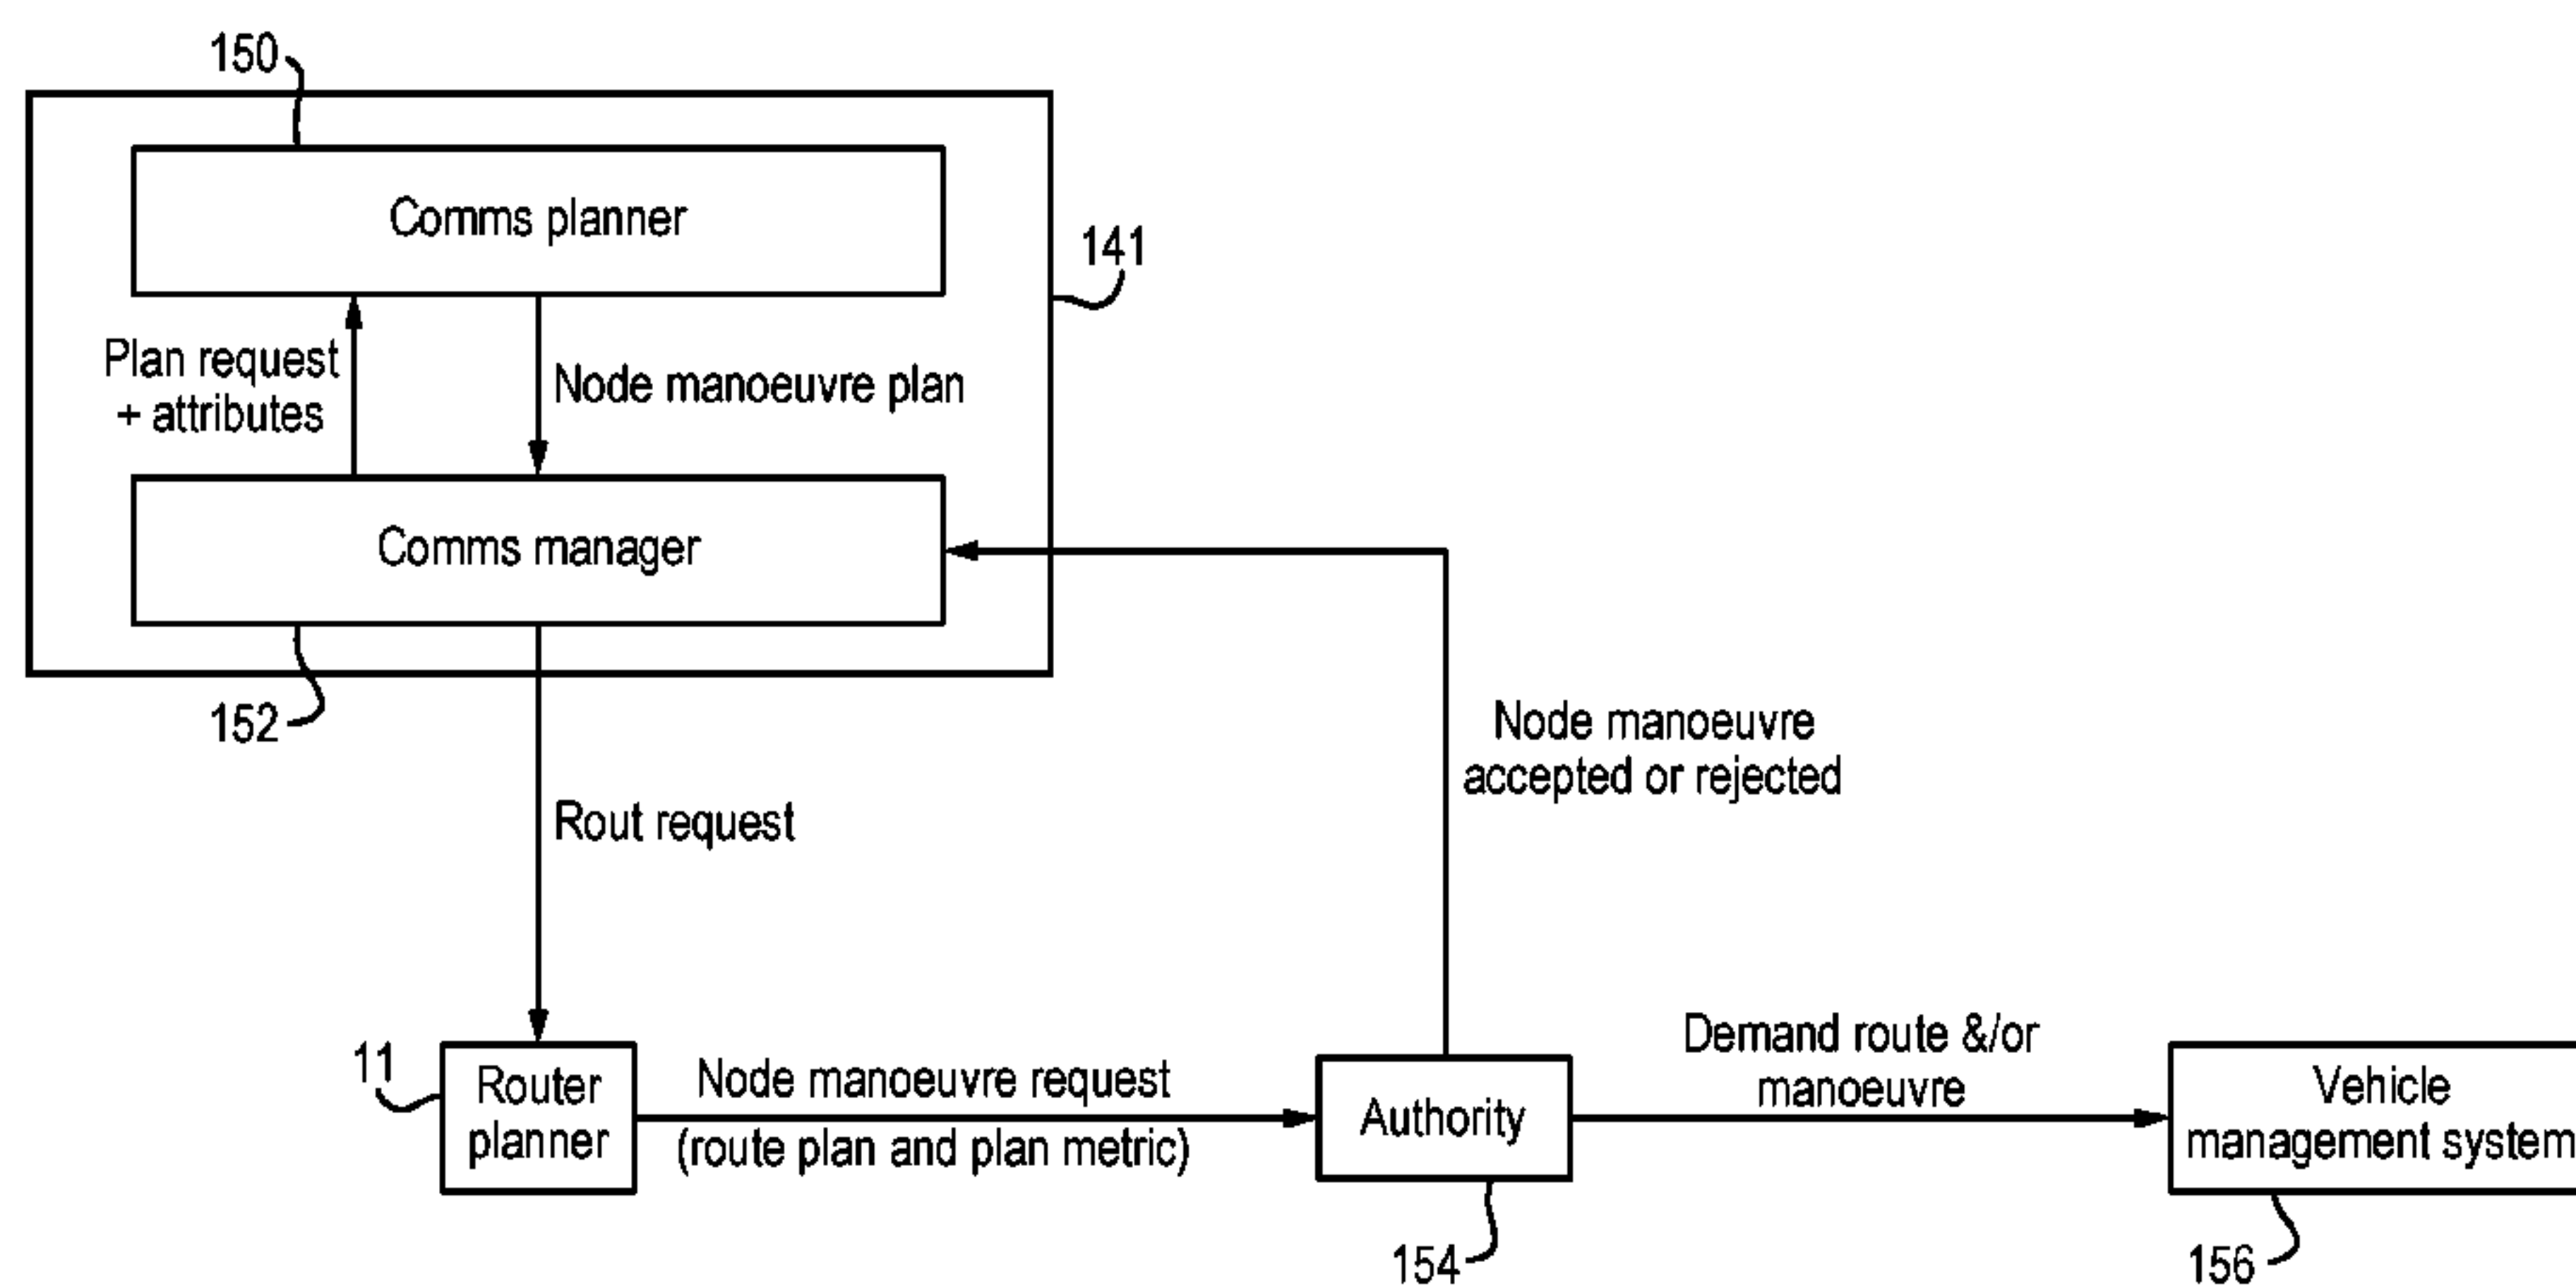 150
Comms planner
141
Plan request
+ attributes
Node manoeuvre plan
Comms manager
152
Node manoeuvre
accepted or rejected
Rout request
11
Router
planner
Node manoeuvre request
(route plan and plan metric)
Authority
154
Demand route &/or
manoeuvre
Vehicle
management system
156